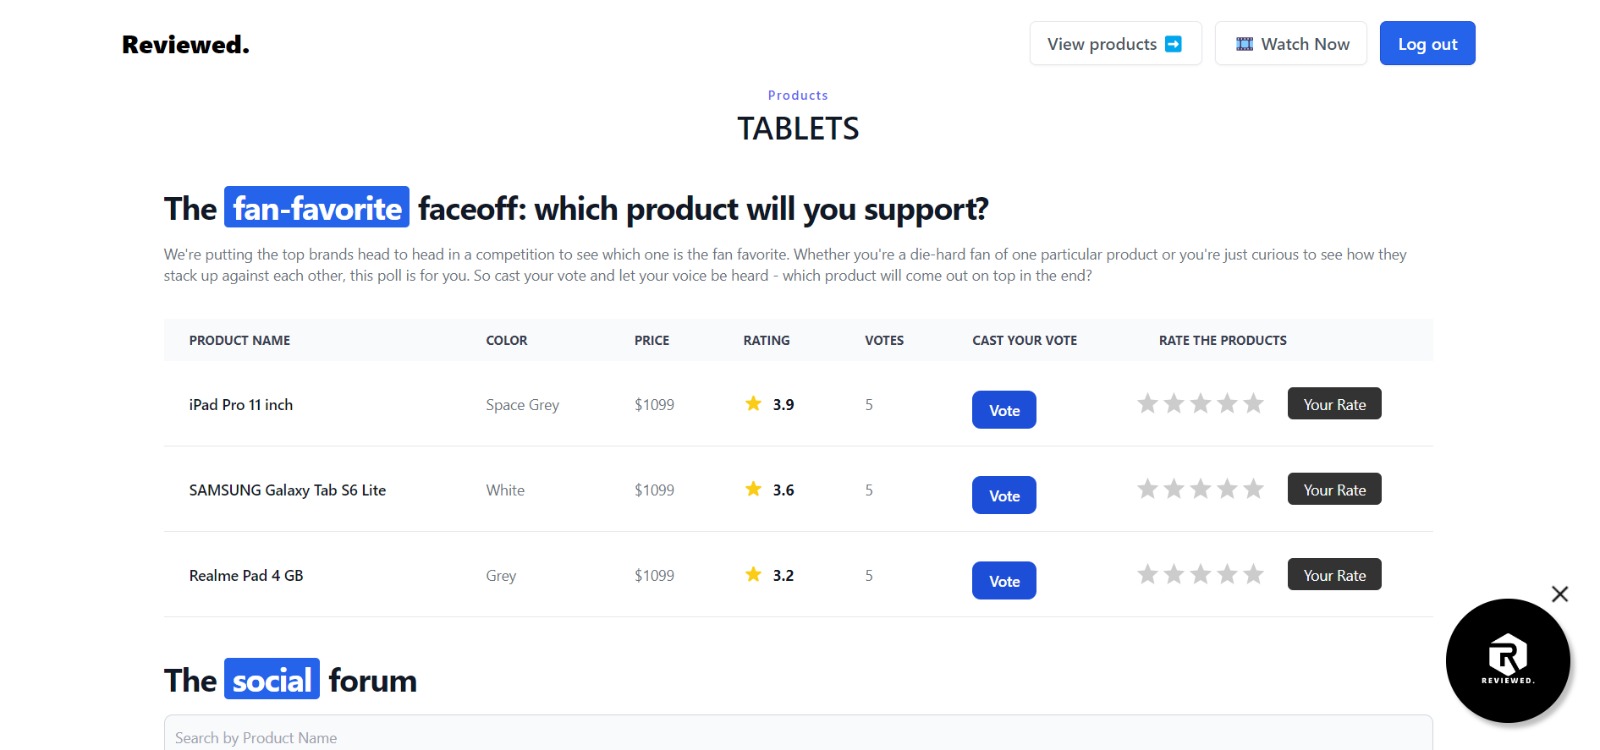 Reviewed.
View products ➡️
🎞️ Watch Now
Log out
Products
TABLETS
The fan-favorite faceoff: which product will you support?
We're putting the top brands head to head in a competition to see which one is the fan favorite. Whether you're a die-hard fan of one particular product or you're just curious to see how they
stack up against each other, this poll is for you. So cast your vote and let your voice be heard - which product will come out on top in the end?
PRODUCT NAME COLOR PRICE RATING VOTES CAST YOUR VOTE RATE THE PRODUCTS
iPad Pro 11 inch Space Grey $1099 3.9 5 Vote Your Rate
SAMSUNG Galaxy Tab S6 Lite White $1099 3.6 5 Vote Your Rate
Realme Pad 4 GB Grey $1099 3.2 5 Vote Your Rate
REVIEWED.
The social forum
Search by Product Name